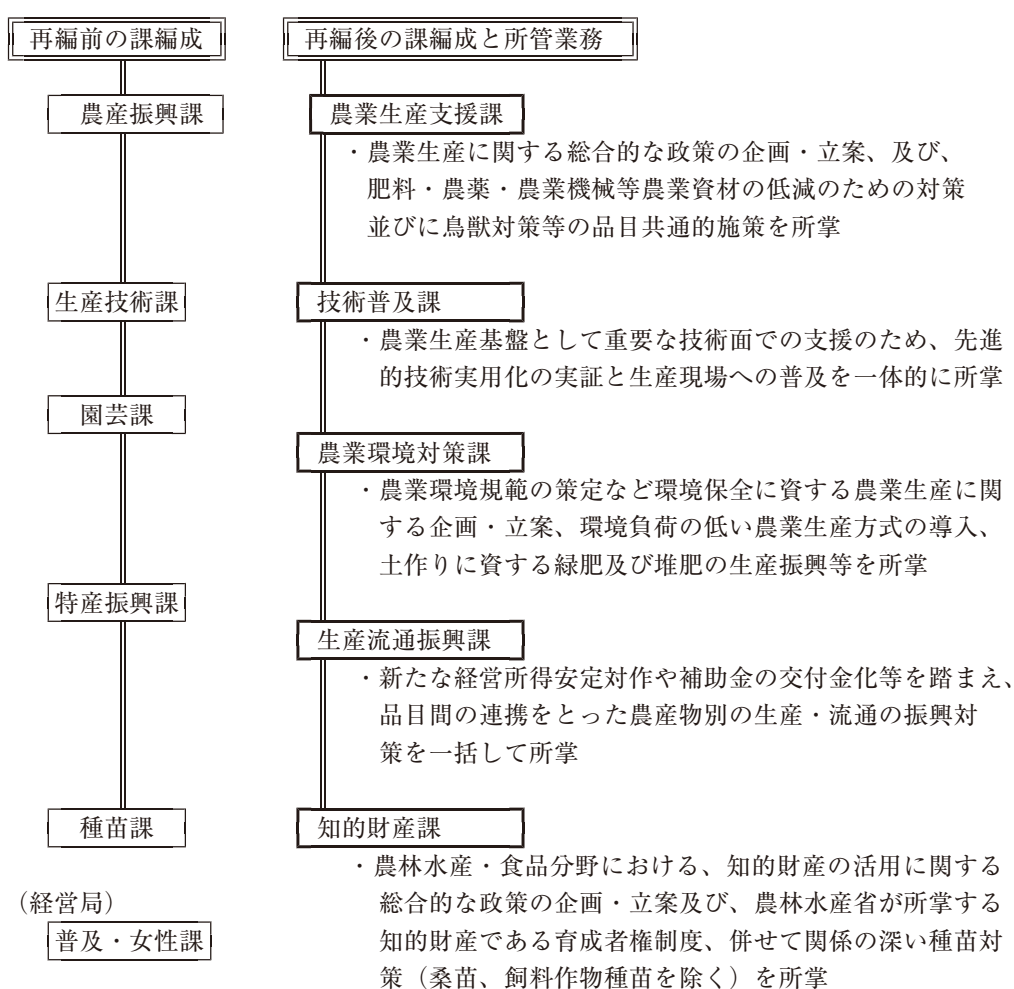 再編前の課編成
農産振興課
生産技術課
園芸課
特産振興課
種苗課
（経営局）
普及・女性課
再編後の課編成と所管業務
農業生産支援課
・農業生産に関する総合的な政策の企画・立案、及び、
肥料・農薬・農業機械等農業資材の低減のための対策
並びに鳥獣対策等の品目共通的施策を所掌
技術普及課
・農業生産基盤として重要な技術面での支援のため、先進
的技術実用化の実証と生産現場への普及を一体的に所掌
農業環境対策課
・農業環境規範の策定など環境保全に資する農業生産に関
する企画・立案、環境負荷の低い農業生産方式の導入、
土作りに資する緑肥及び堆肥の生産振興等を所掌
生産流通振興課
・新たな経営所得安定対作や補助金の交付金化等を踏まえ、
品目間の連携をとった農産物別の生産・流通の振興対
策を一括して所掌
知的財産課
・農林水産・食品分野における、知的財産の活用に関する
総合的な政策の企画・立案及び、農林水産省が所掌する
知的財産である育成者権制度、併せて関係の深い種苗対
策（桑苗、飼料作物種苗を除く）を所掌